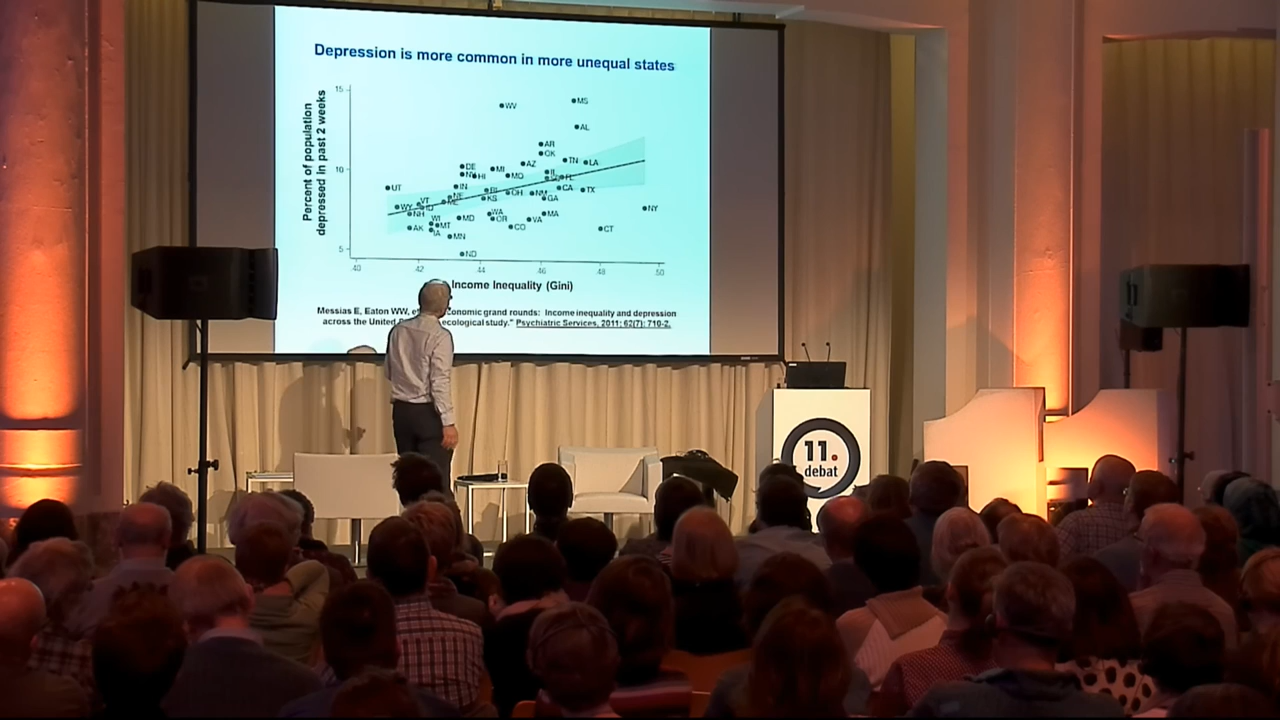 Depression is more common in more unequal states
Percent of population
depressed in past 2 weeks
15
10
5
MS
WV
AL
AR
OK
TN
LA
AZ
DE
MI
HI
MO
IL
FL
UT
IN
CA
TX
RI
OH
NM
KS
GA
VT
WY
NY
NH
WA
MA
WI
MD
OR
VA
MT
AK
CO
CT
IA
MN
ND
.40
.42
.44
.46
.48
.50
Income Inequality (Gini)
Messias E, Eaton WW, onomic grand rounds: Income inequality and depression
across the United ecological study." Psychiatric Services, 2011; 62(7): 710-2.
11.
debat